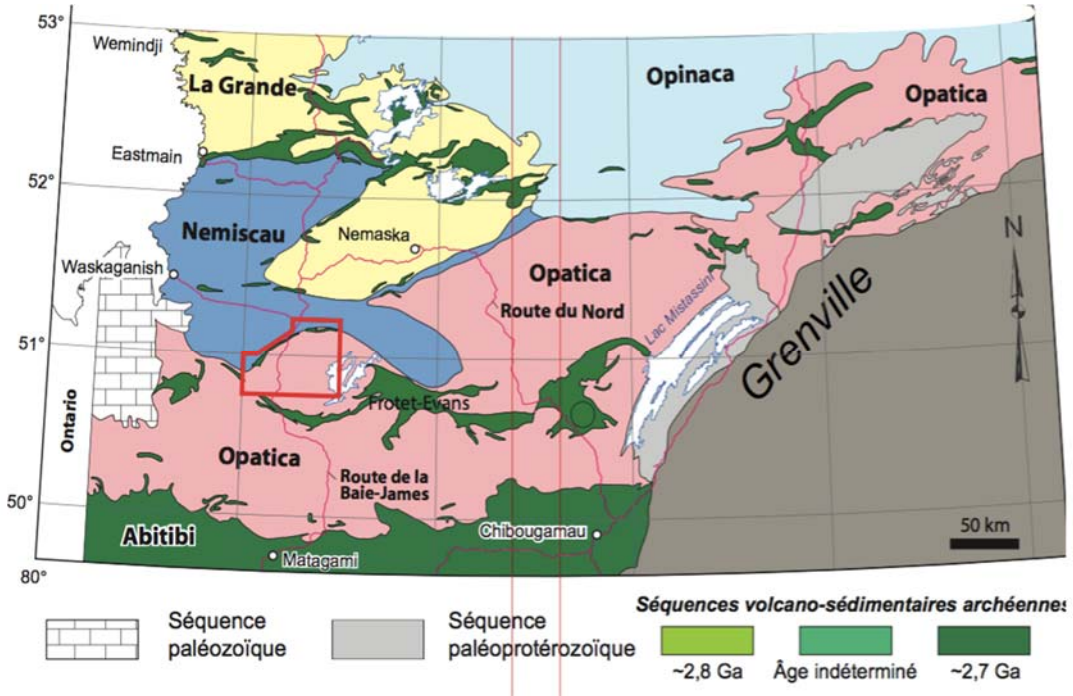 53°
Wemindji
La Grande
Opinaca
Opatica
Eastmain
52°
Nemiscau
Nemaska
N
Waskaganish
Opatica
Route du Nord
Lac Mistassini
51°
Grenville
Frotet-Evans
Ontario
Opatica
Route de la
Baie-James
50°
Abitibi
Chibougamau
50 km
Matagami
80°
Séquence
paléozoïque
Séquence
paléoprotérozoïque
Séquences volcano-sédimentaires archéennes
~2,8 Ga
Âge indéterminé
~2,7 Ga